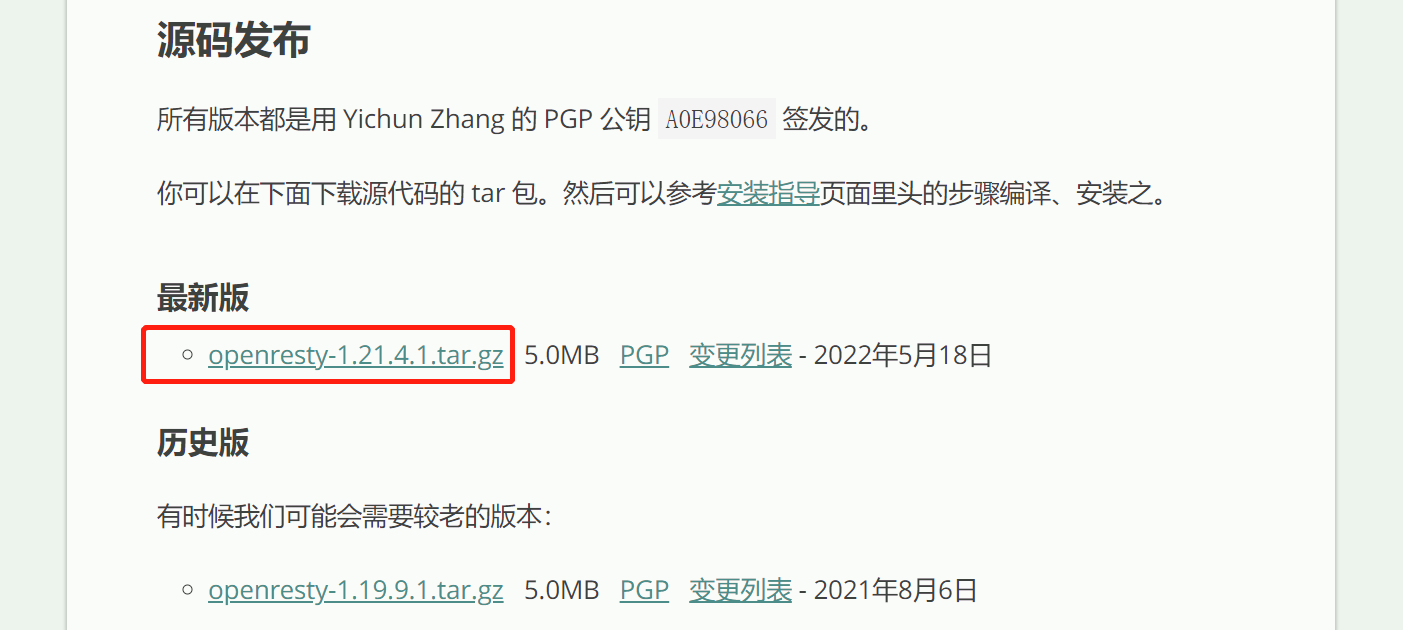 源码发布
所有版本都是用 Yichun Zhang 的 PGP 公钥 A0E98066 签发的。
你可以在下面下载源代码的 tar 包。然后可以参考安装指导页面里头的步骤编译、安装之。
最新版
openresty-1.21.4.1.tar.gz 5.0MB PGP 变更列表 - 2022年5月18日
历史版
有时候我们可能会需要较老的版本：
openresty-1.19.9.1.tar.gz 5.0MB PGP 变更列表 - 2021年8月6日